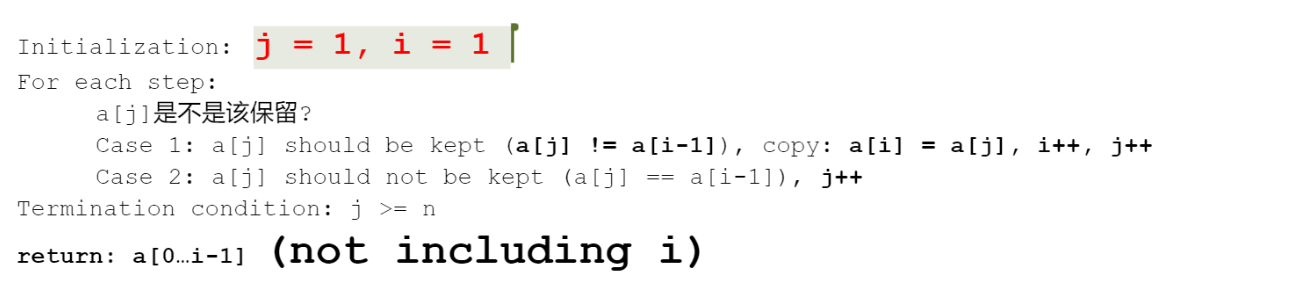 Initialization: j = 1, i = 1
For each step:
a[j]是不是该保留?
Case 1: a[j] should be kept (a[j] != a[i-1]), copy: a[i] = a[j], i++, j++
Case 2: a[j] should not be kept (a[j] == a[i-1]), j++
Termination condition: j >= n
return: a[0…i-1] (not including i)